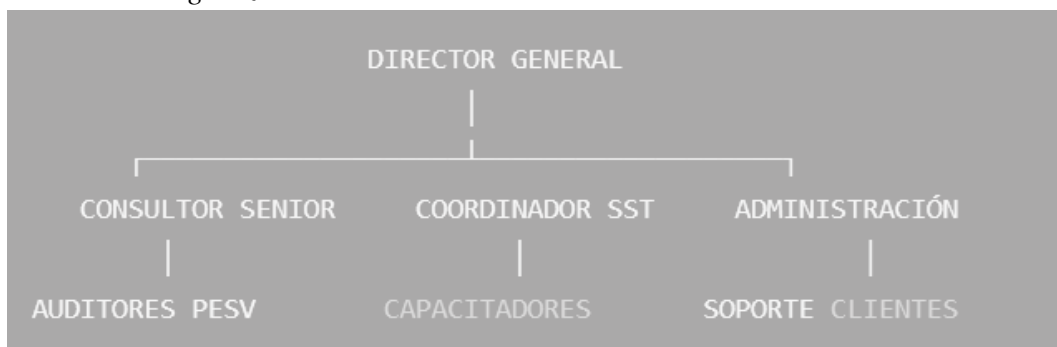 DIRECTOR GENERAL
CONSULTOR SENIOR COORDINADOR SST ADMINISTRACIÓN
AUDITORES PESV CAPACITADORES SOPORTE CLIENTES